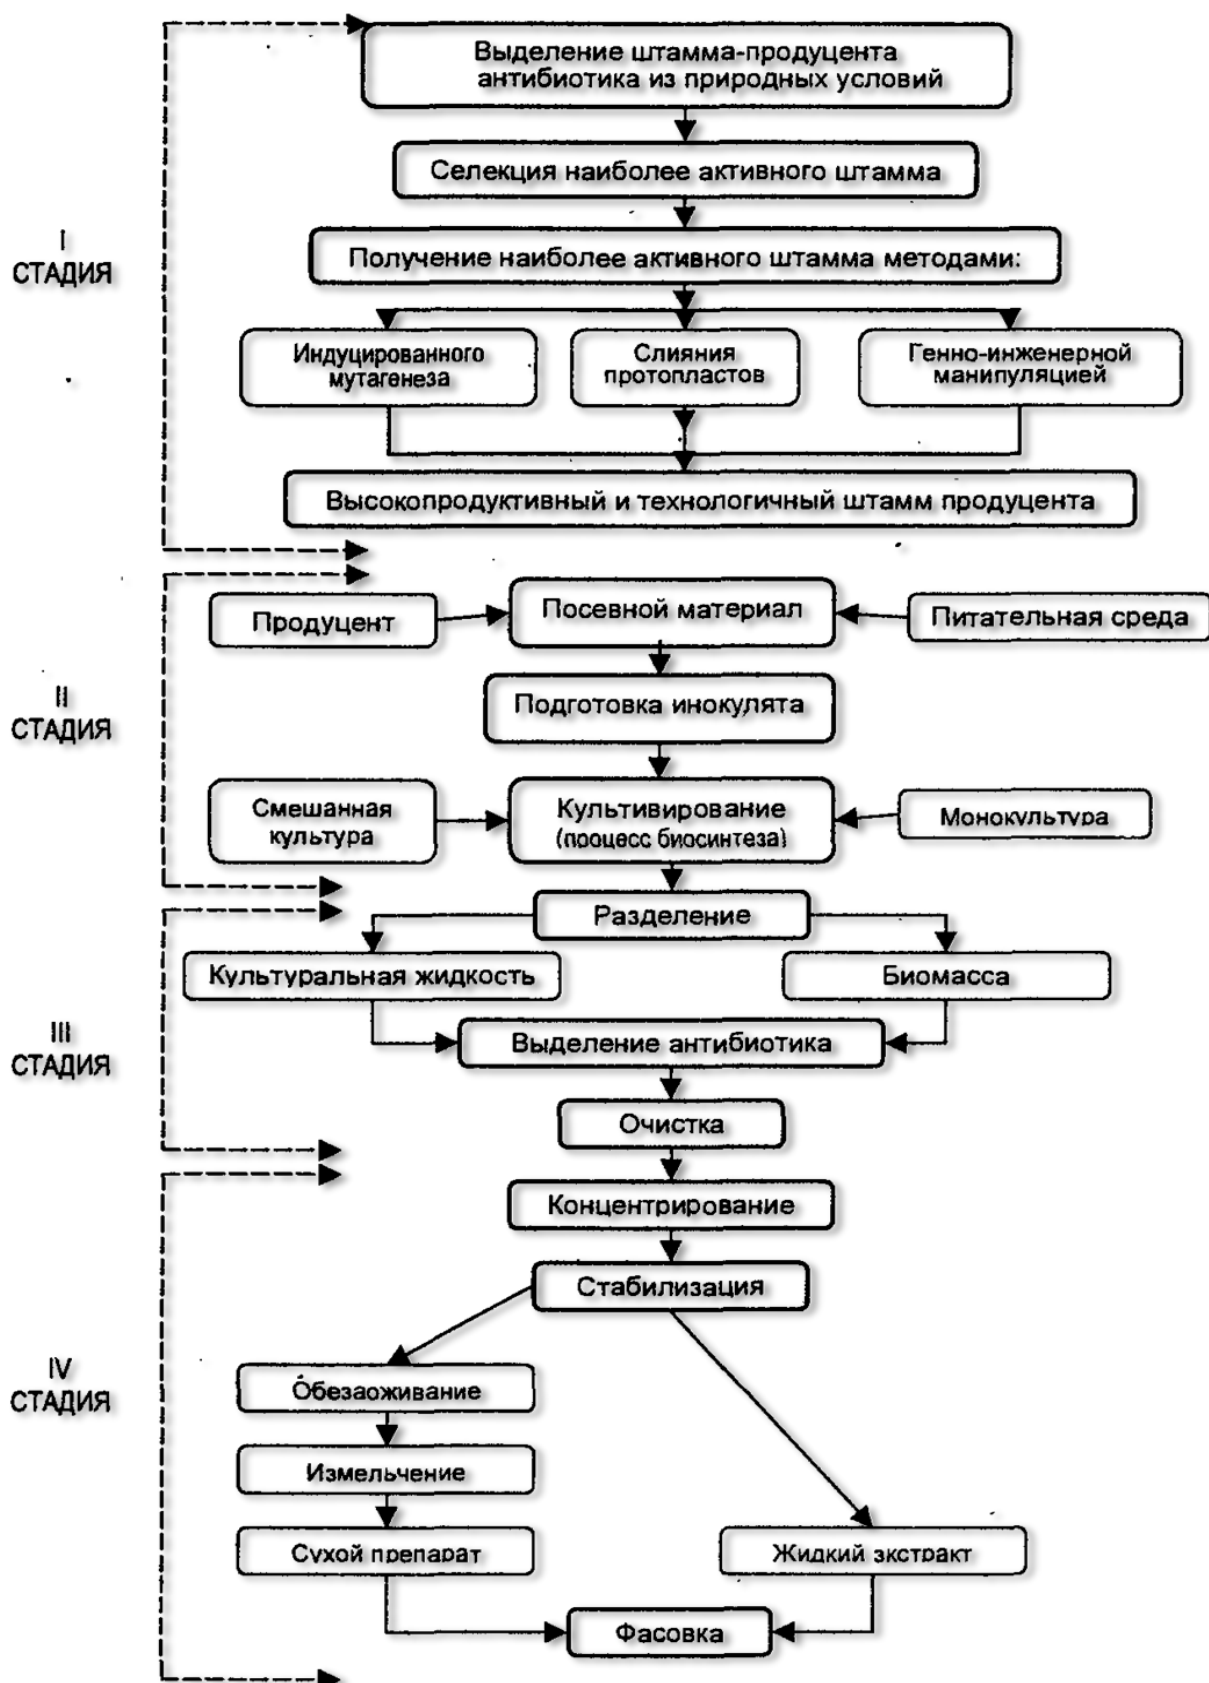 Выделение штамма-продуцента
антибиотика из природных условий
Селекция наиболее активного штамма
I
СТАДИЯ
Получение наиболее активного штамма методами:
Индуцированного
мутагенеза
Слияния
протопластов
Генно-инженерной
манипуляцией
Высокопродуктивный и технологичный штамм продуцента
Продуцент
Посевной материал
Питательная среда
II
СТАДИЯ
Подготовка инокулята
Смешанная
культура
Культивирование
(процесс биосинтеза)
Монокультура
Разделение
Культуральная жидкость
Биомасса
III
СТАДИЯ
Выделение антибиотика
Очистка
Концентрирование
Стабилизация
IV
СТАДИЯ
Обезаоживание
Измельчение
Сухой препарат
Жидкий экстракт
Фасовка